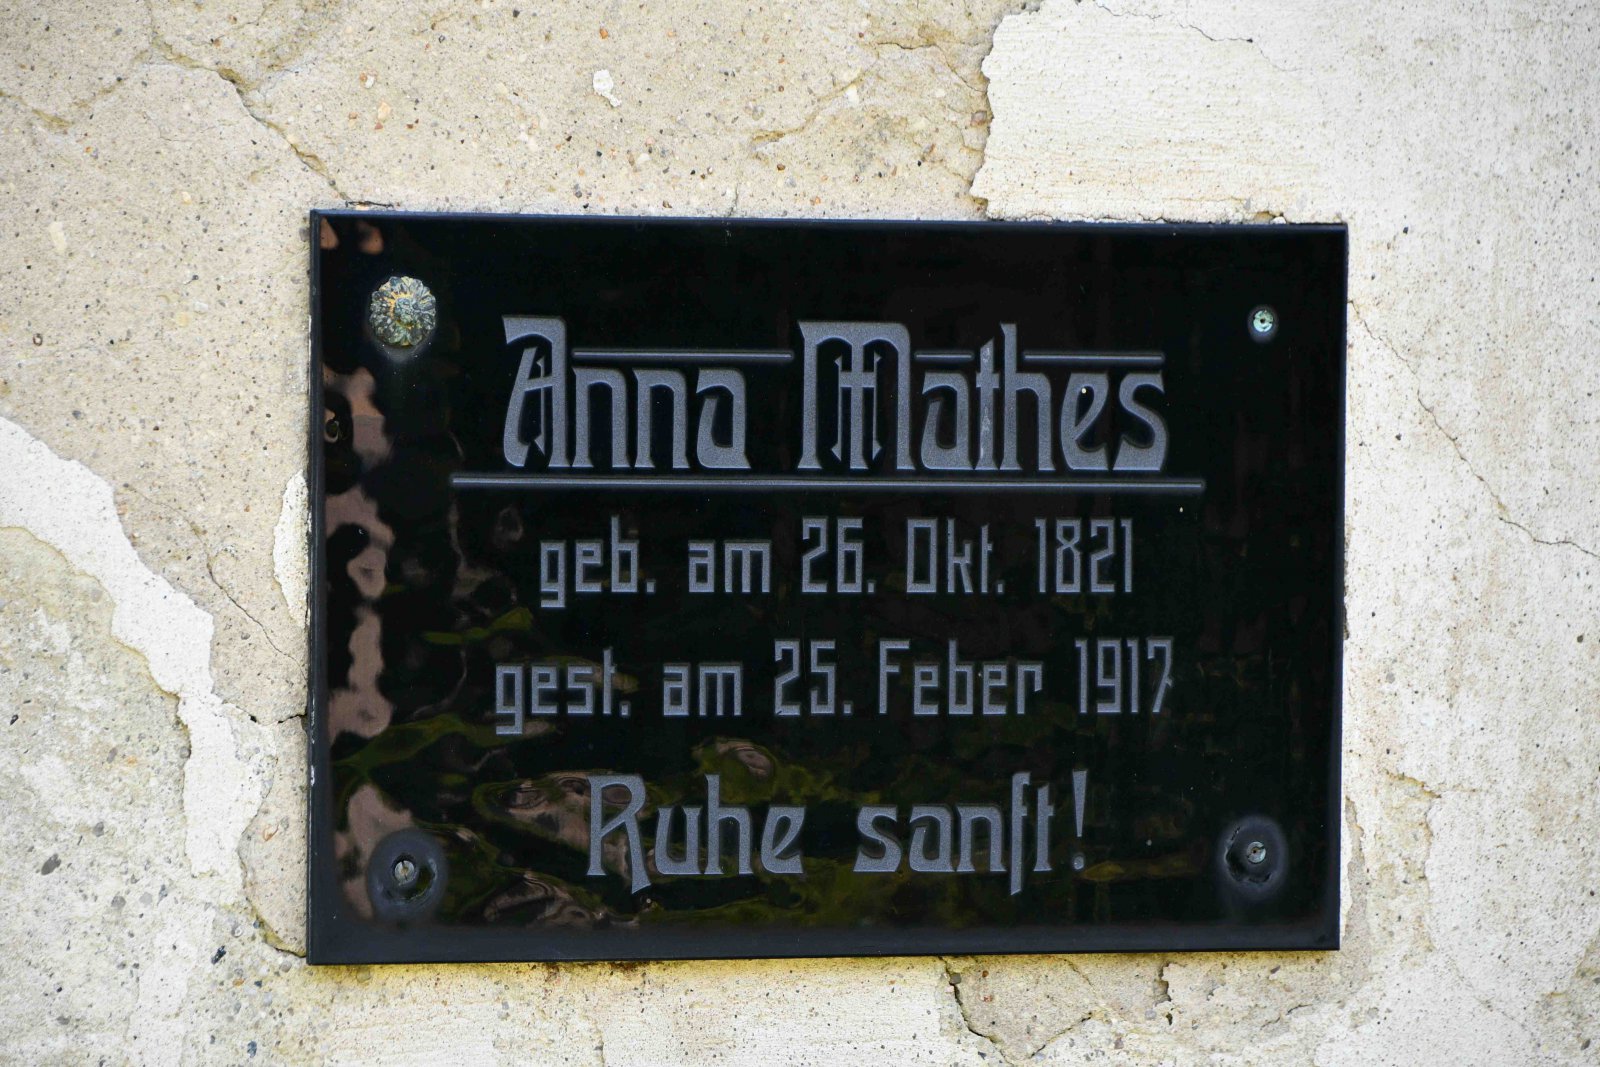 Anna Mathes
geb. am 26. Okt. 1821
gest. am 25. Feber 1917
Ruhe sanft!